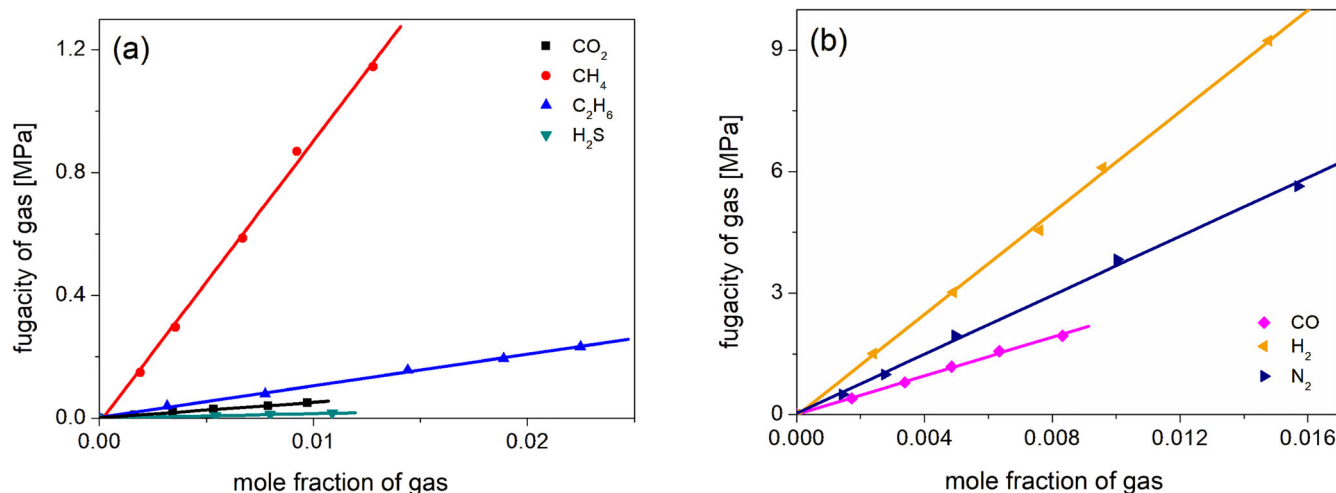 (a)
CO₂
CH₄
C₂H₆
H₂S
fugacity of gas [MPa]
1.2
0.8
0.4
0.0
0.00
0.01
0.02
mole fraction of gas
(b)
CO
H₂
N₂
fugacity of gas [MPa]
9
6
3
0
0.000
0.004
0.008
0.012
0.016
mole fraction of gas